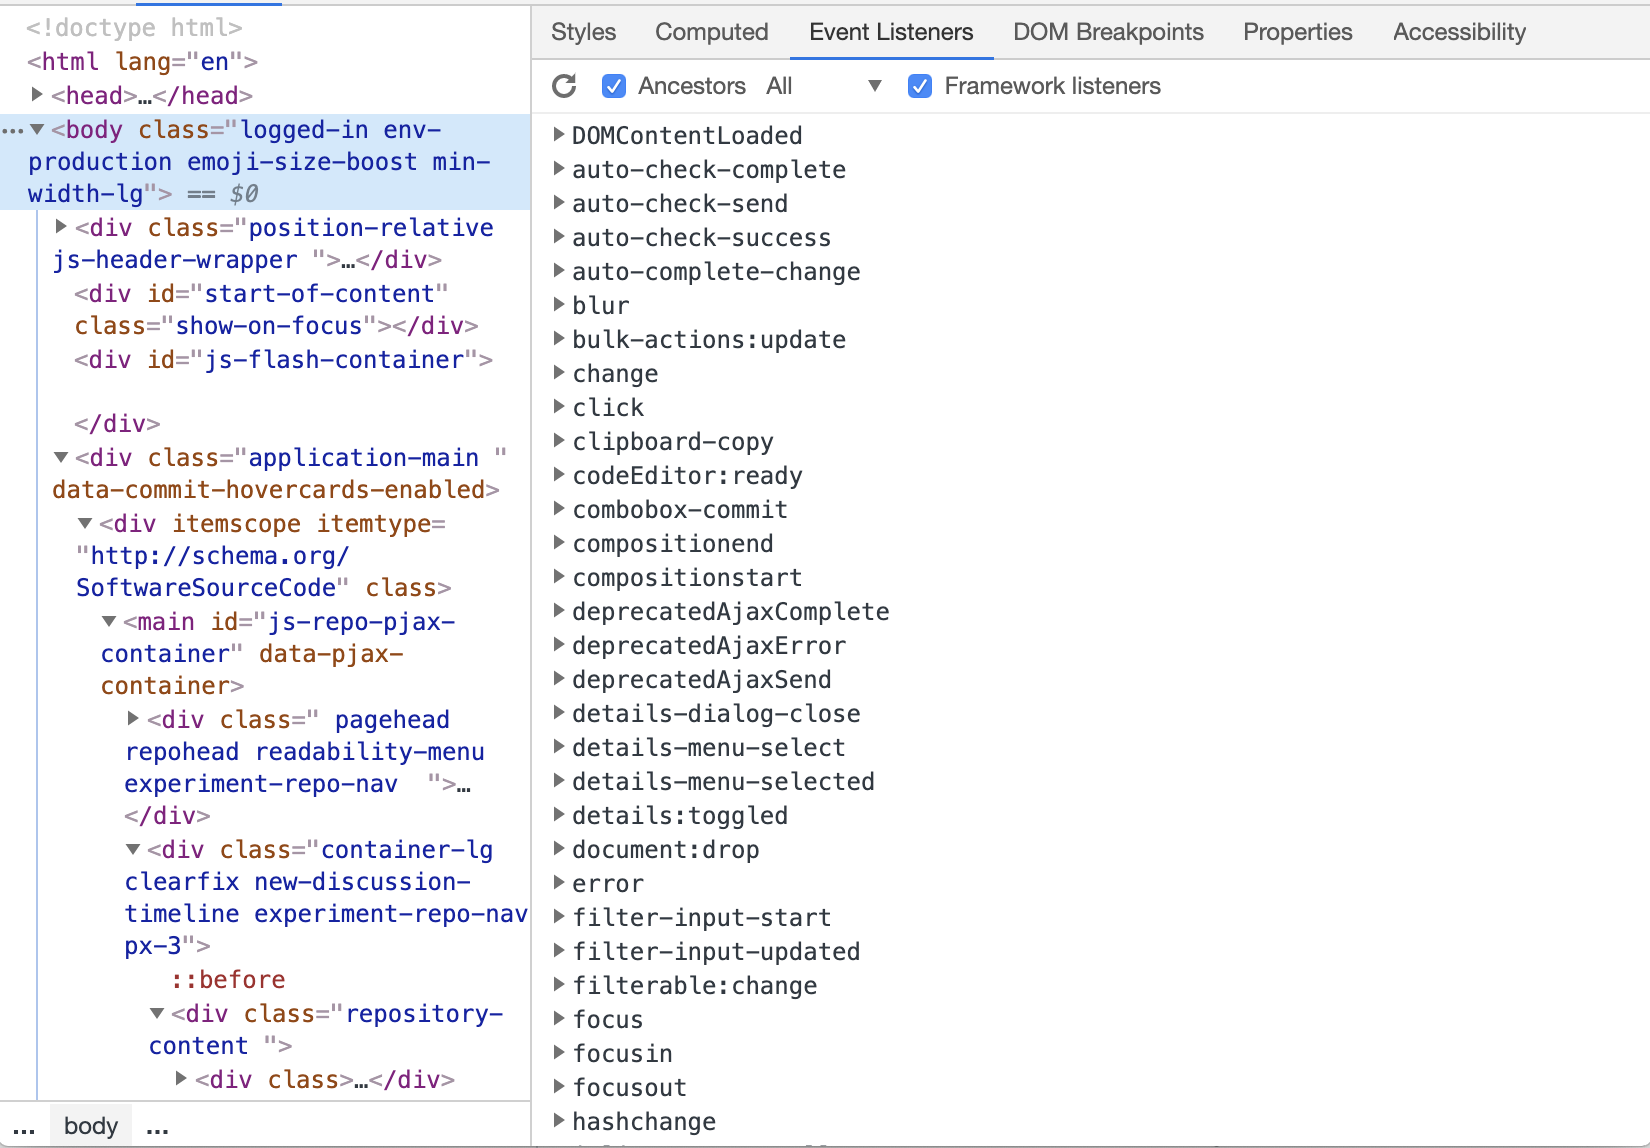 <!doctype html>
<html lang="en">
<head>…</head>
<body class="logged-in env-
production emoji-size-boost min-
width-lg"> == $0
<div class="position-relative
js-header-wrapper ">…</div>
<div id="start-of-content"
class="show-on-focus"></div>
<div id="js-flash-container">
</div>
<div class="application-main "
data-commit-hovercards-enabled>
<div itemscope itemtype=
"http://schema.org/
SoftwareSourceCode" class>
<main id="js-repo-pjax-
container" data-pjax-
container>
<div class=" pagehead
repohead readability-menu
experiment-repo-nav  ">…
</div>
<div class="container-lg
clearfix new-discussion-
timeline experiment-repo-nav
px-3">
::before
<div class="repository-
content ">
<div class>…</div>
... body ...
Styles Computed Event Listeners DOM Breakpoints Properties Accessibility
Ancestors All Framework listeners
DOMContentLoaded
auto-check-complete
auto-check-send
auto-check-success
auto-complete-change
blur
bulk-actions:update
change
click
clipboard-copy
codeEditor:ready
combobox-commit
compositionend
compositionstart
deprecatedAjaxComplete
deprecatedAjaxError
deprecatedAjaxSend
details-dialog-close
details-menu-select
details-menu-selected
details:toggled
document:drop
error
filter-input-start
filter-input-updated
filterable:change
focus
focusin
focusout
hashchange